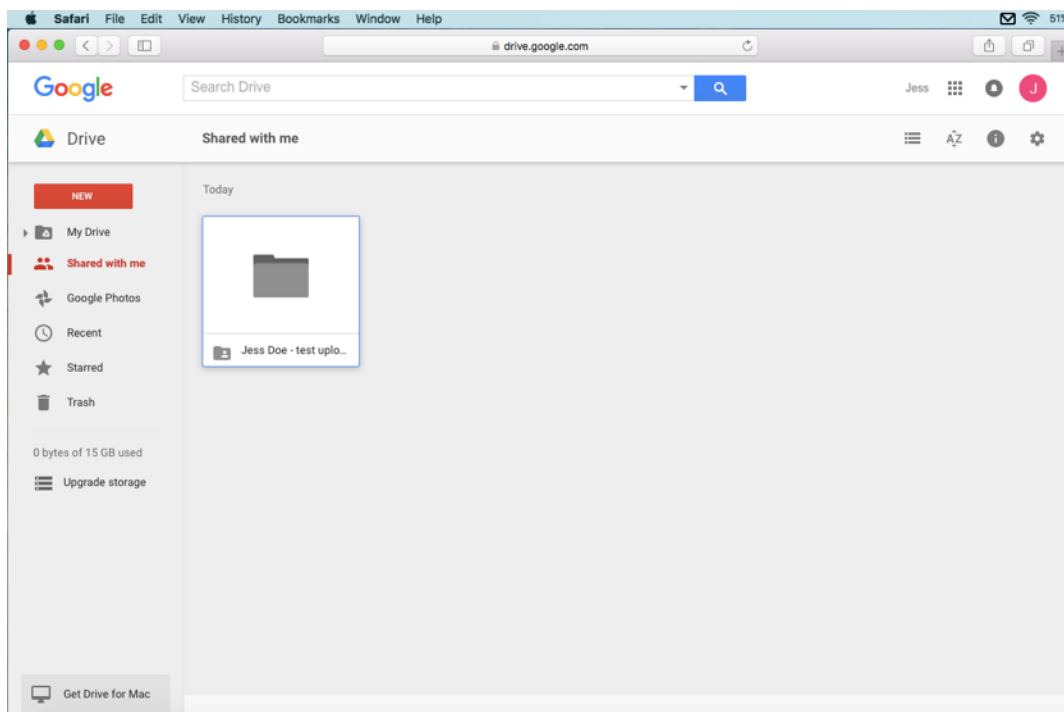 Safari File Edit View History Bookmarks Window Help
drive.google.com
Google
Search Drive
Jess
J
Drive
Shared with me
AZ
NEW
Today
My Drive
Shared with me
Google Photos
Recent
Jess Doe - test uplo...
Starred
Trash
0 bytes of 15 GB used
Upgrade storage
Get Drive for Mac